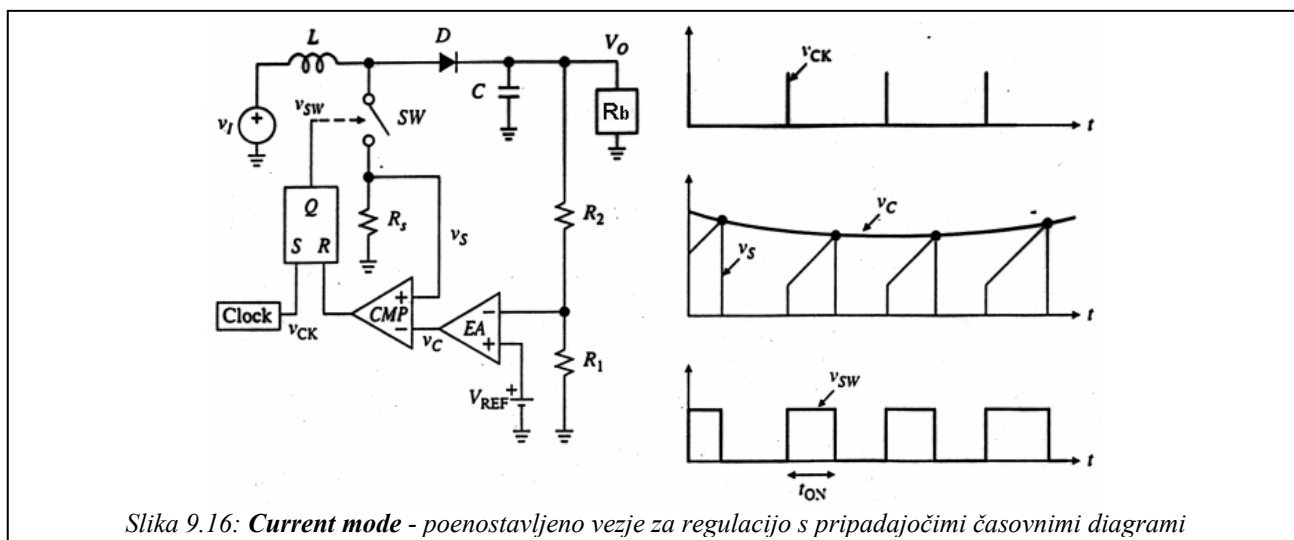 L
D
V_O
v_CK
C
Rb
v_SW
SW
v_I
t
Q
S R
R_s
v_S
R_2
v_C
v_S
Clock
v_CK
CMP
v_C
EA
R_1
V_REF
t
v_SW
t
t_ON
Slika 9.16: Current mode - poenostavljeno vezje za regulacijo s pripadajočimi časovnimi diagrami